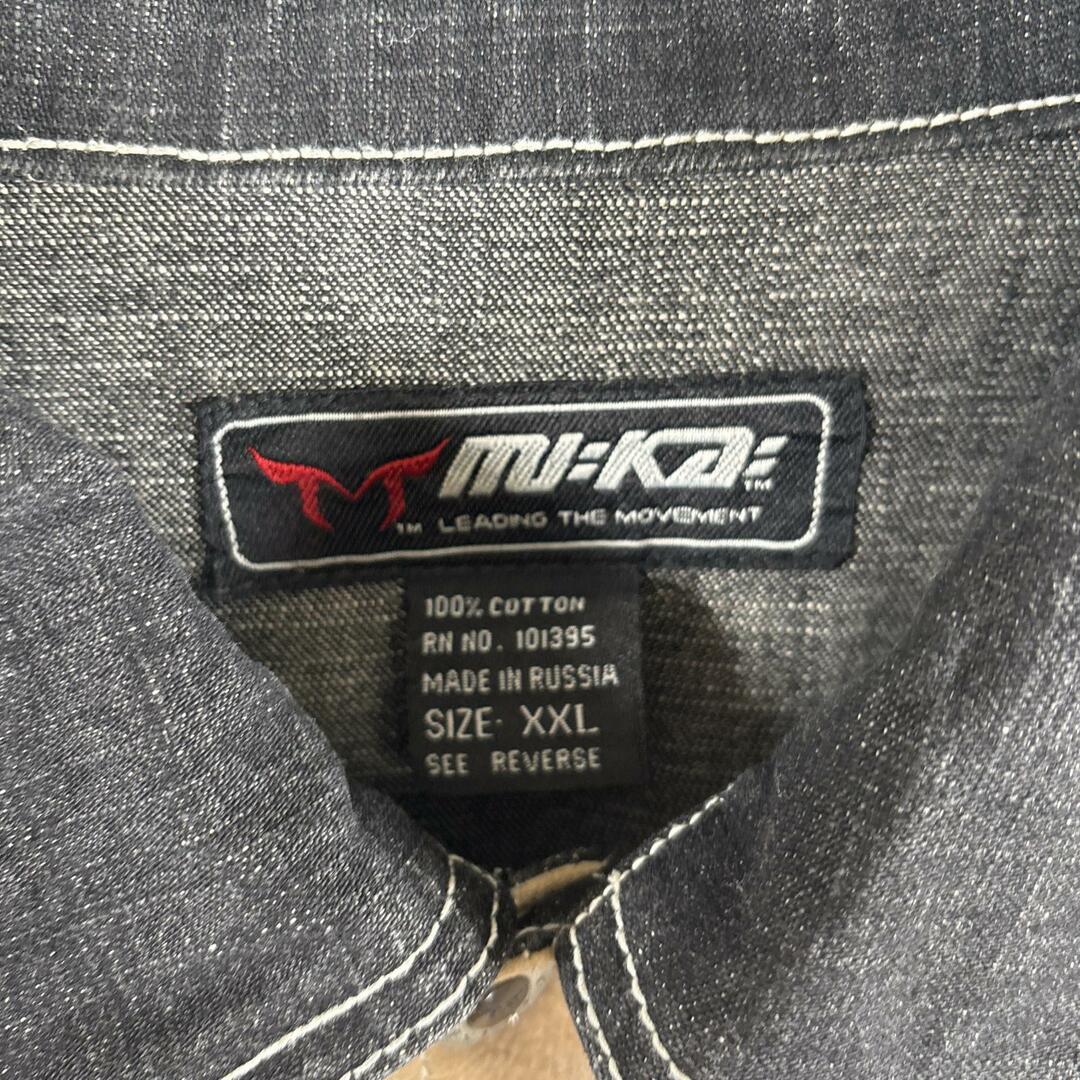 MU:KA: ™
™ LEADING THE MOVEMENT
100% COTTON
RN NO. 101395
MADE IN RUSSIA
SIZE· XXL
SEE REVERSE